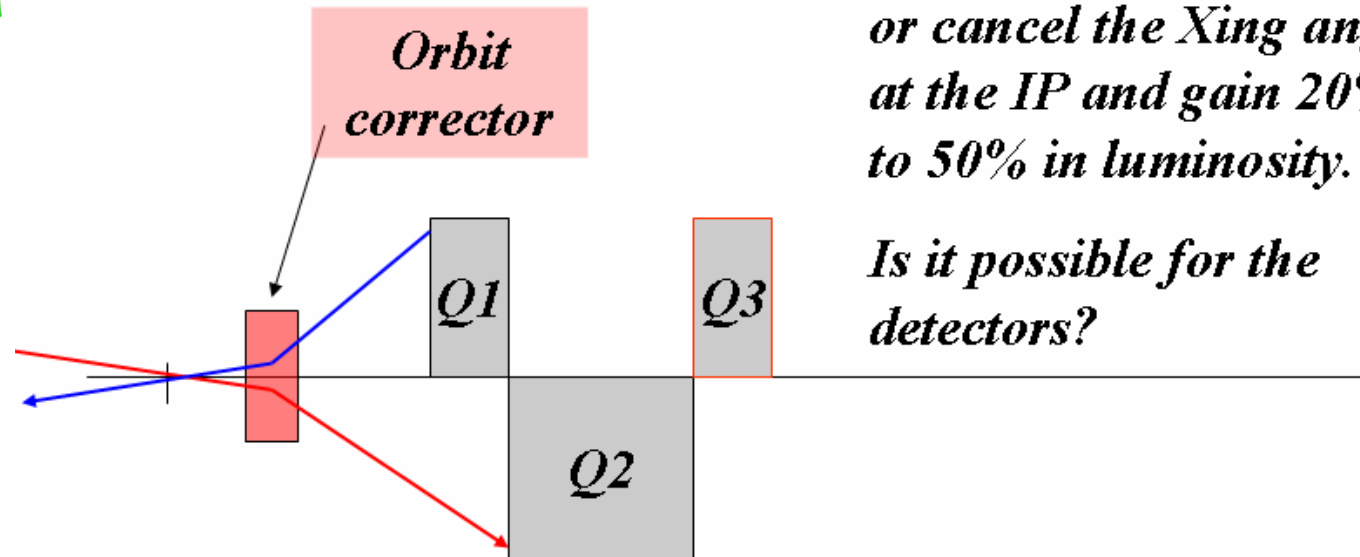 Orbit
corrector
or cancel the Xing
at the IP and gain
to 50% in luminosity.
Is it possible for the
detectors?
Q1
Q3
Q2